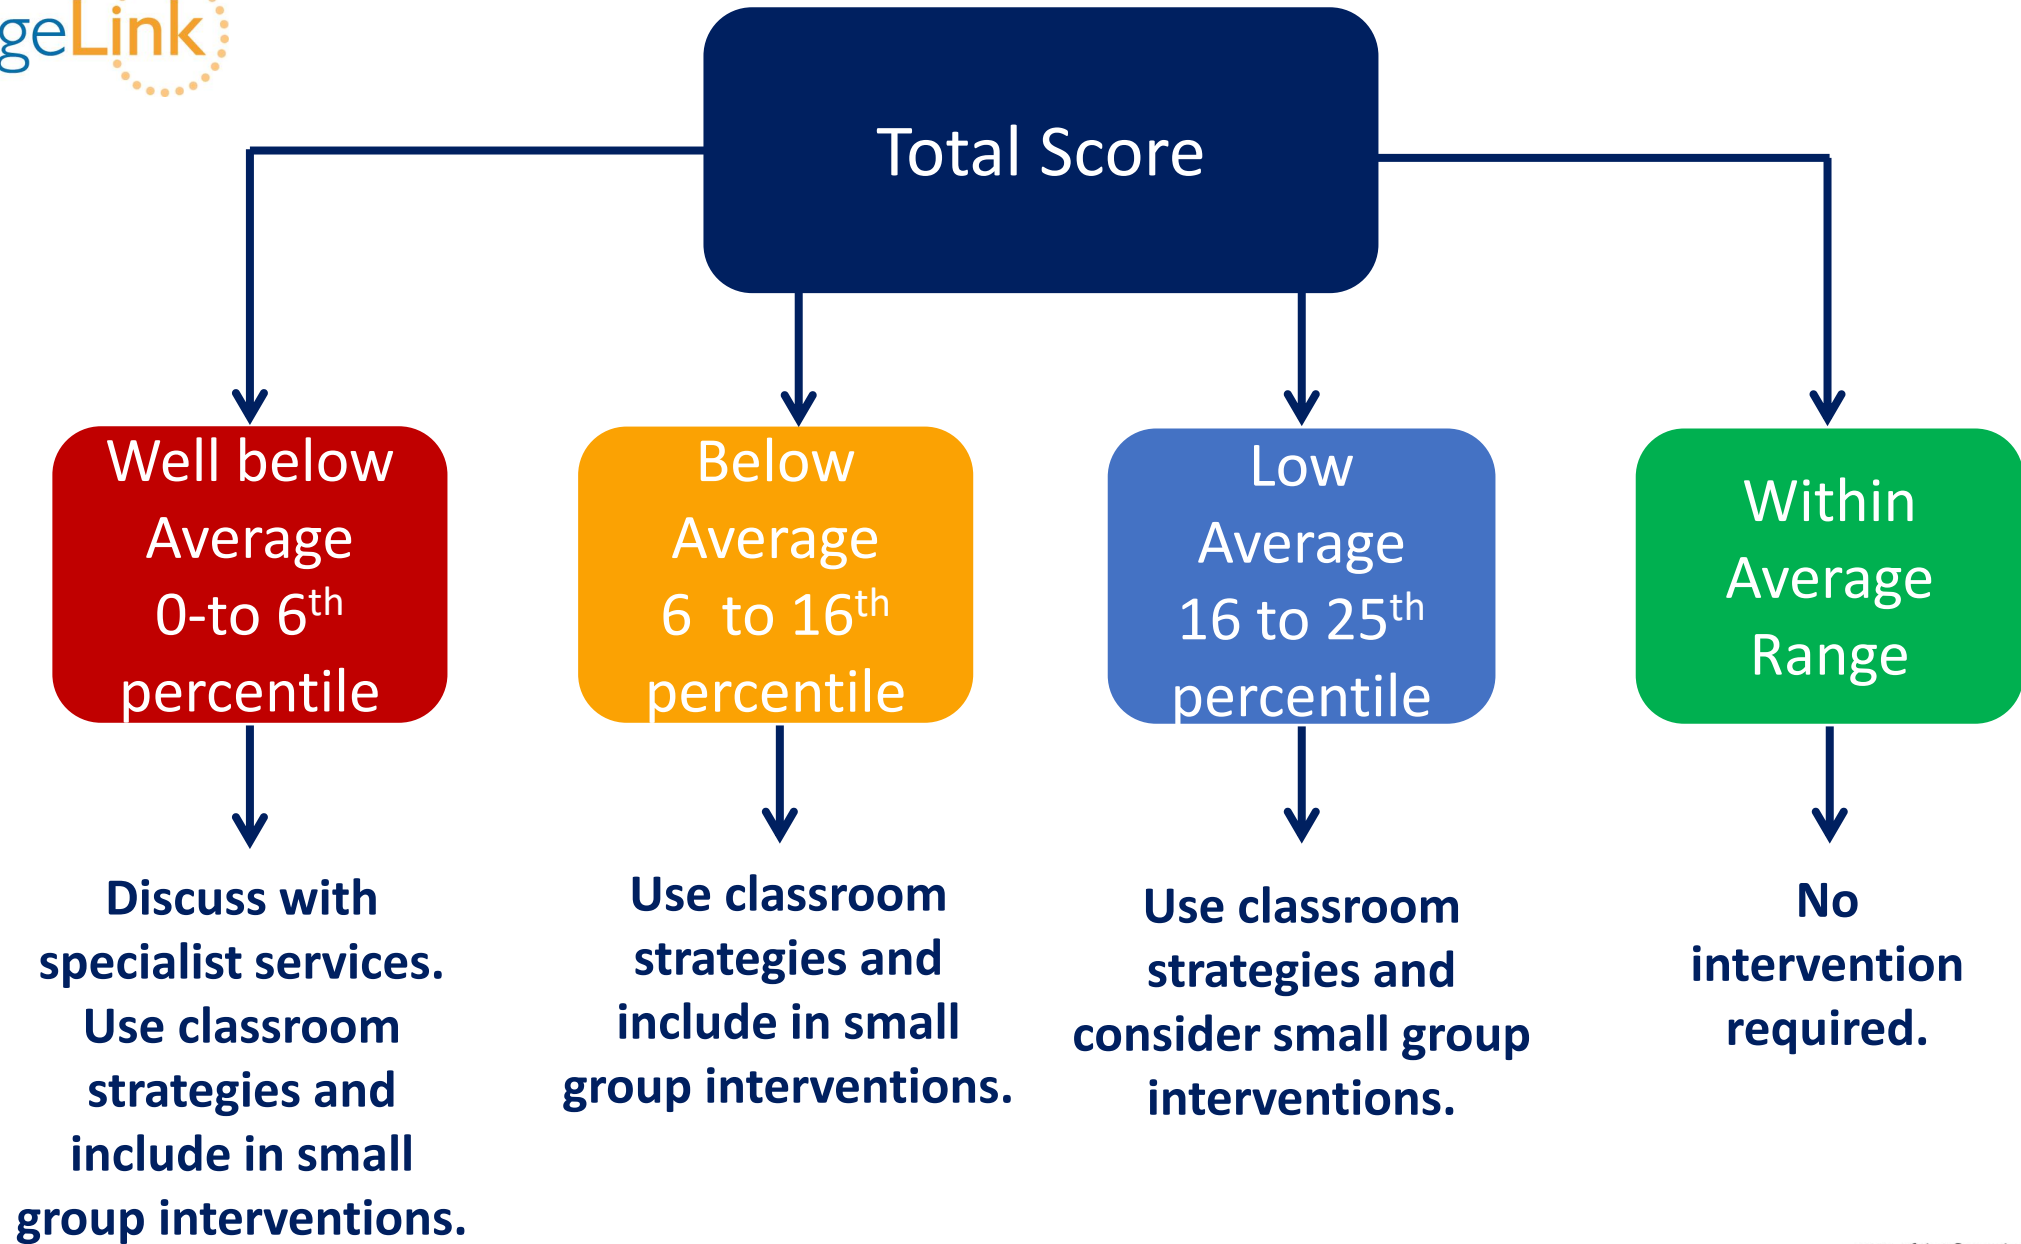 geLink
Total Score
Well below
Average
0-to 6th
percentile
Below
Average
6 to 16th
percentile
Low
Average
16 to 25th
percentile
Within
Average
Range
Discuss with
specialist services.
Use classroom
strategies and
include in small
group interventions.
Use classroom
strategies and
include in small
group interventions.
Use classroom
strategies and
consider small group
interventions.
No
intervention
required.